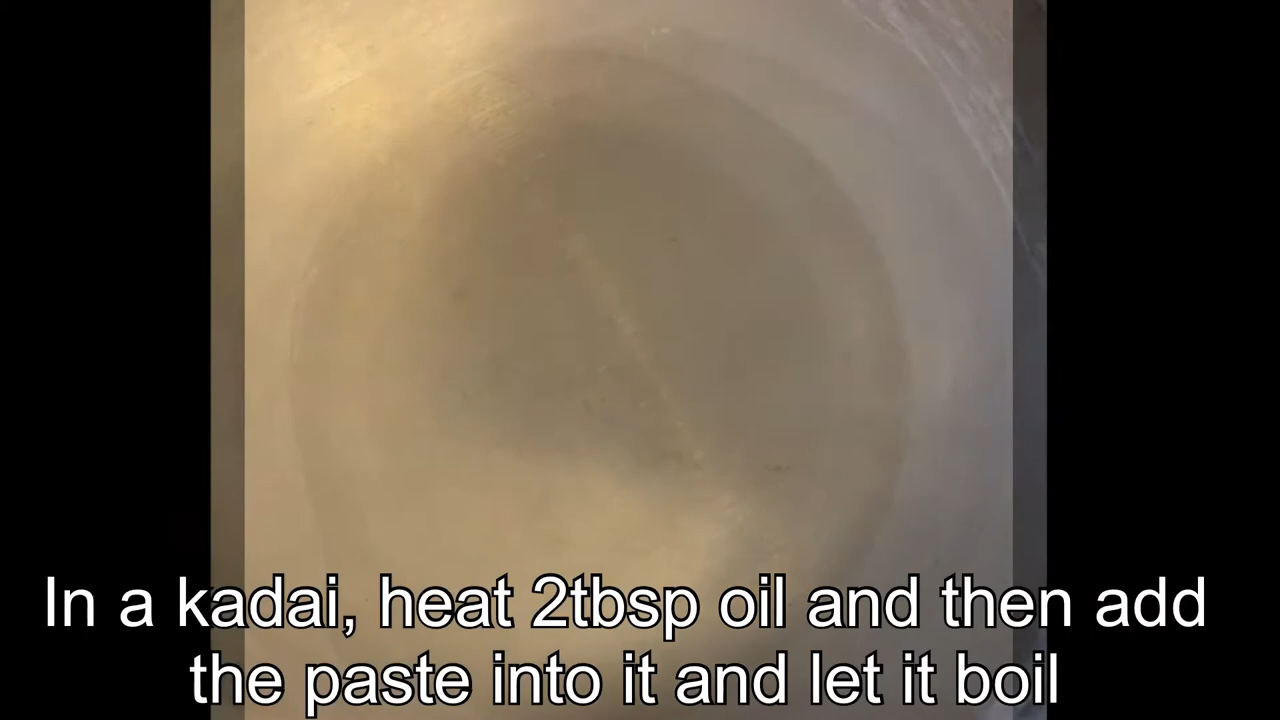 In a kadai, heat 2tbsp oil and then add
the paste into it and let it boil